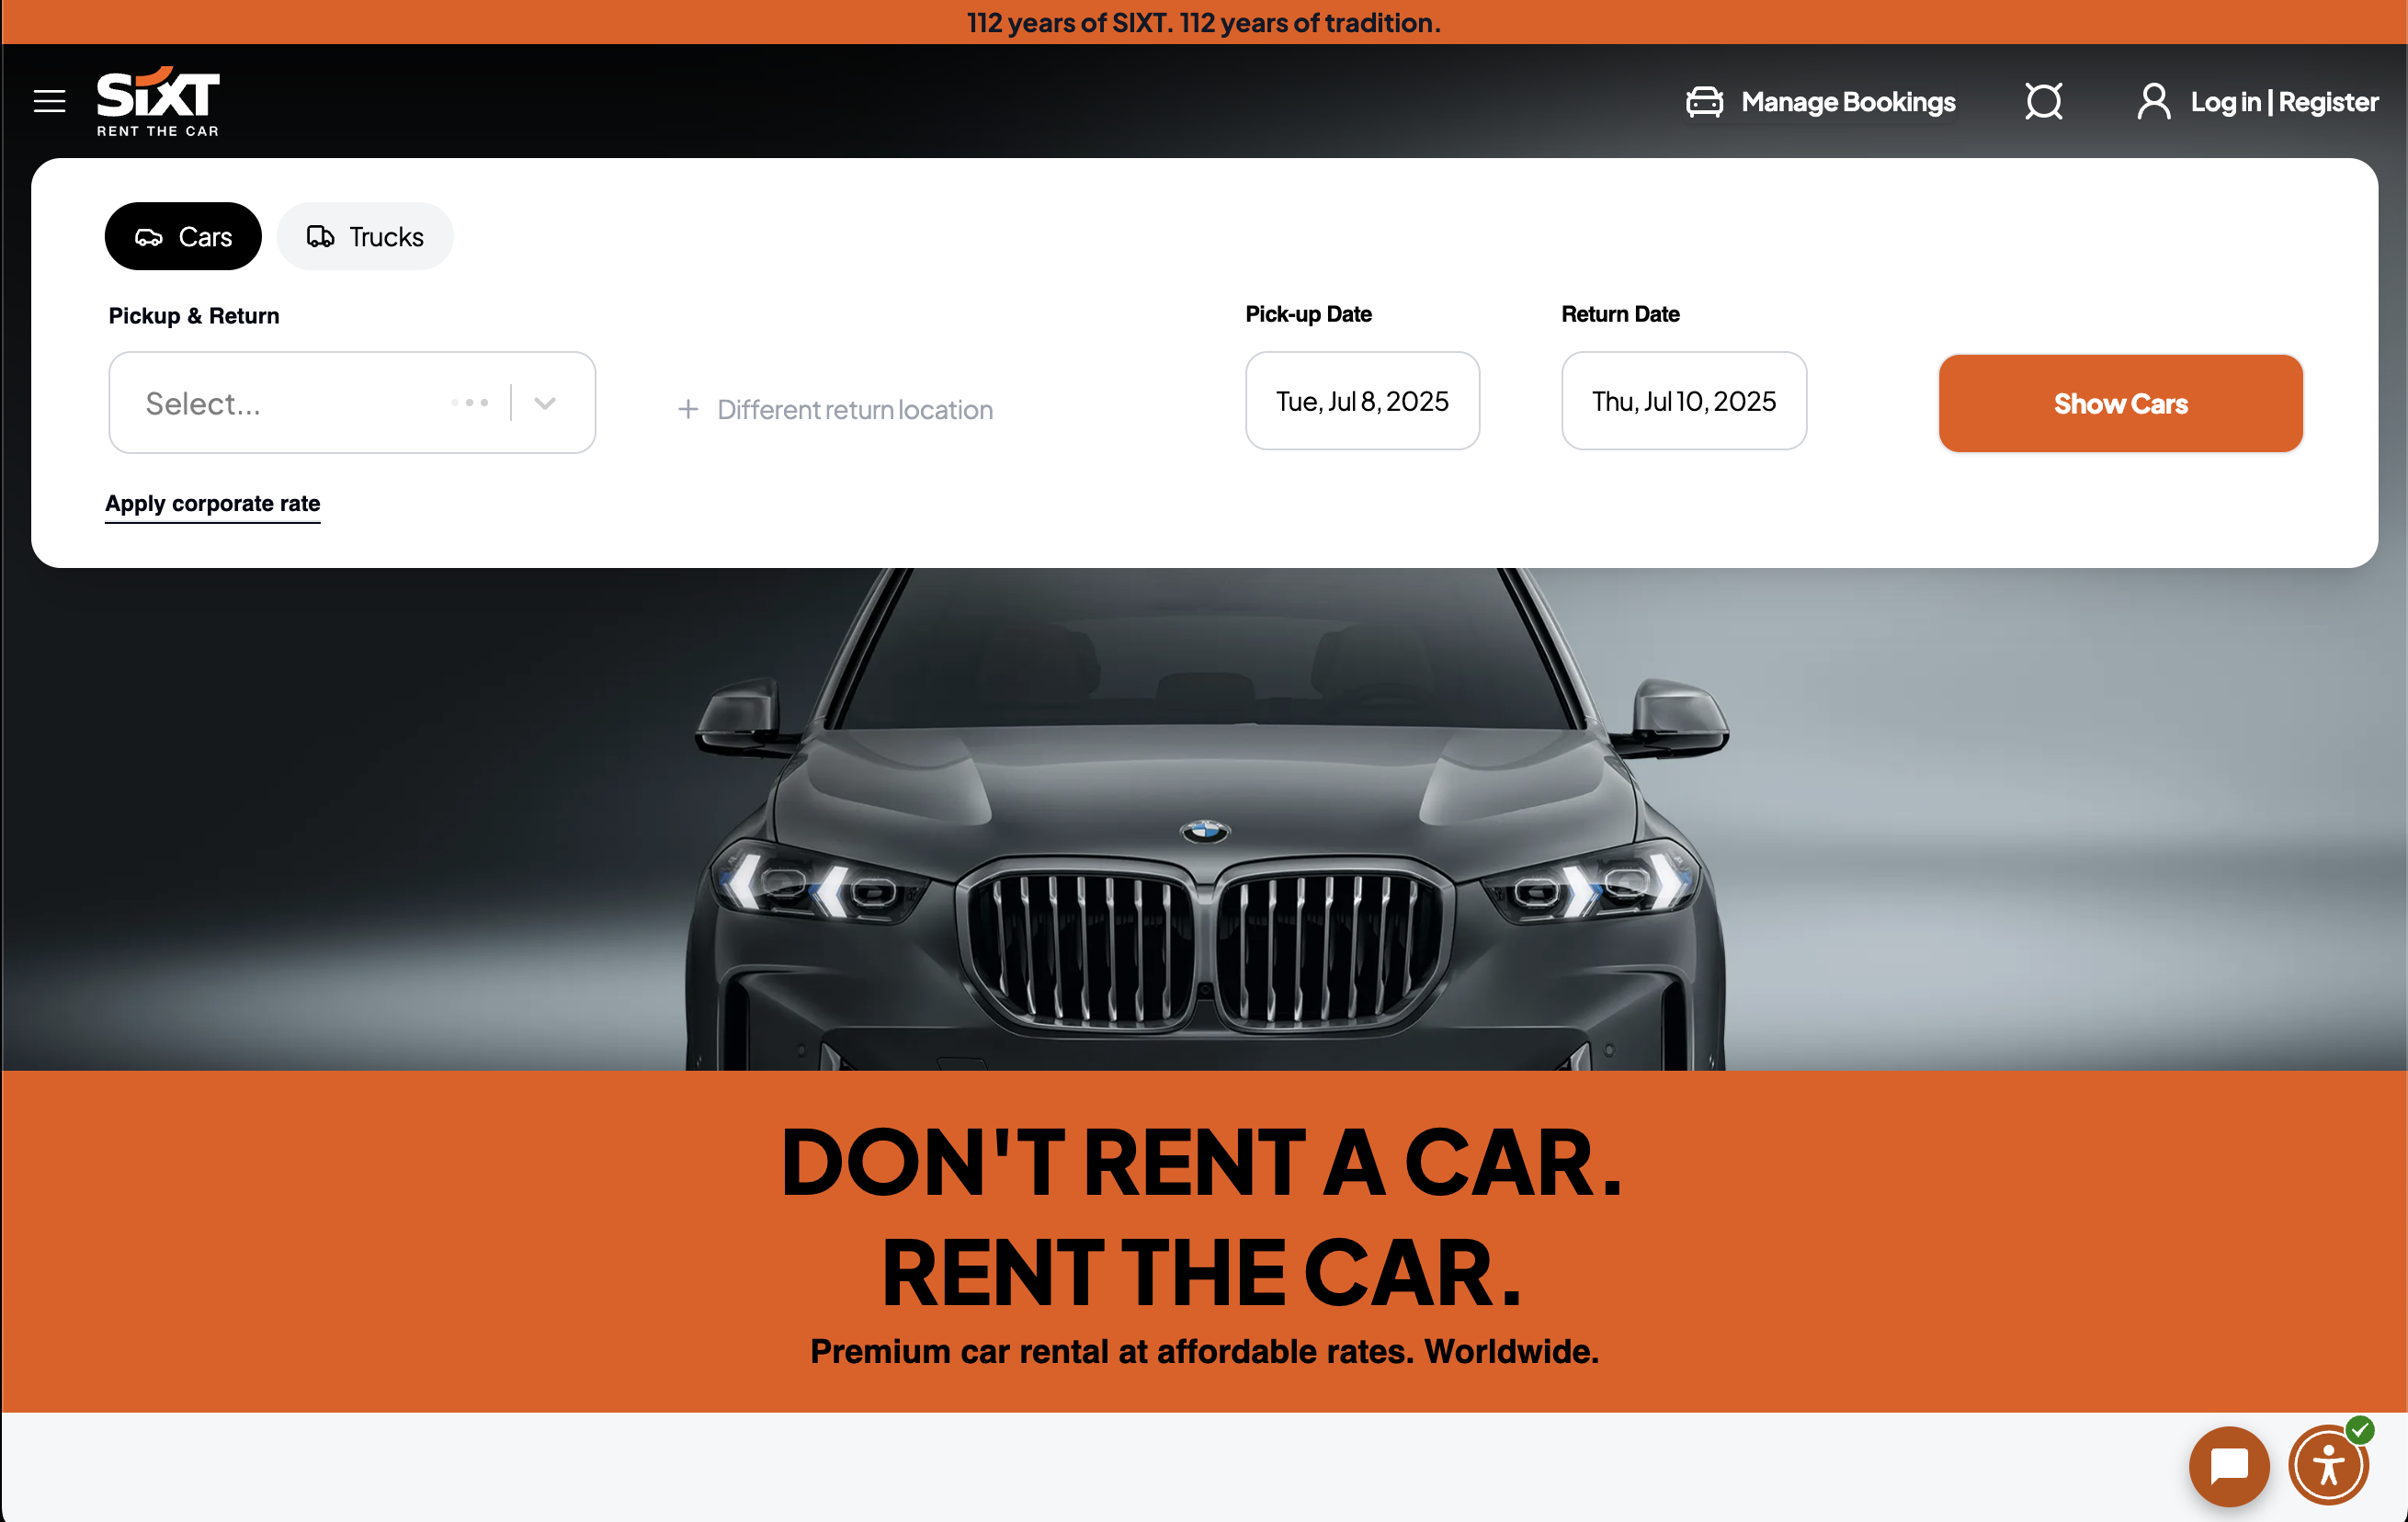 112 years of SIXT. 112 years of tradition.
SiXT
RENT THE CAR
Manage Bookings
Log in | Register
Cars
Trucks
Pickup & Return
Pick-up Date
Return Date
Select...
+ Different return location
Tue, Jul 8, 2025
Thu, Jul 10, 2025
Show Cars
Apply corporate rate
DON'T RENT A CAR.
RENT THE CAR.
Premium car rental at affordable rates. Worldwide.